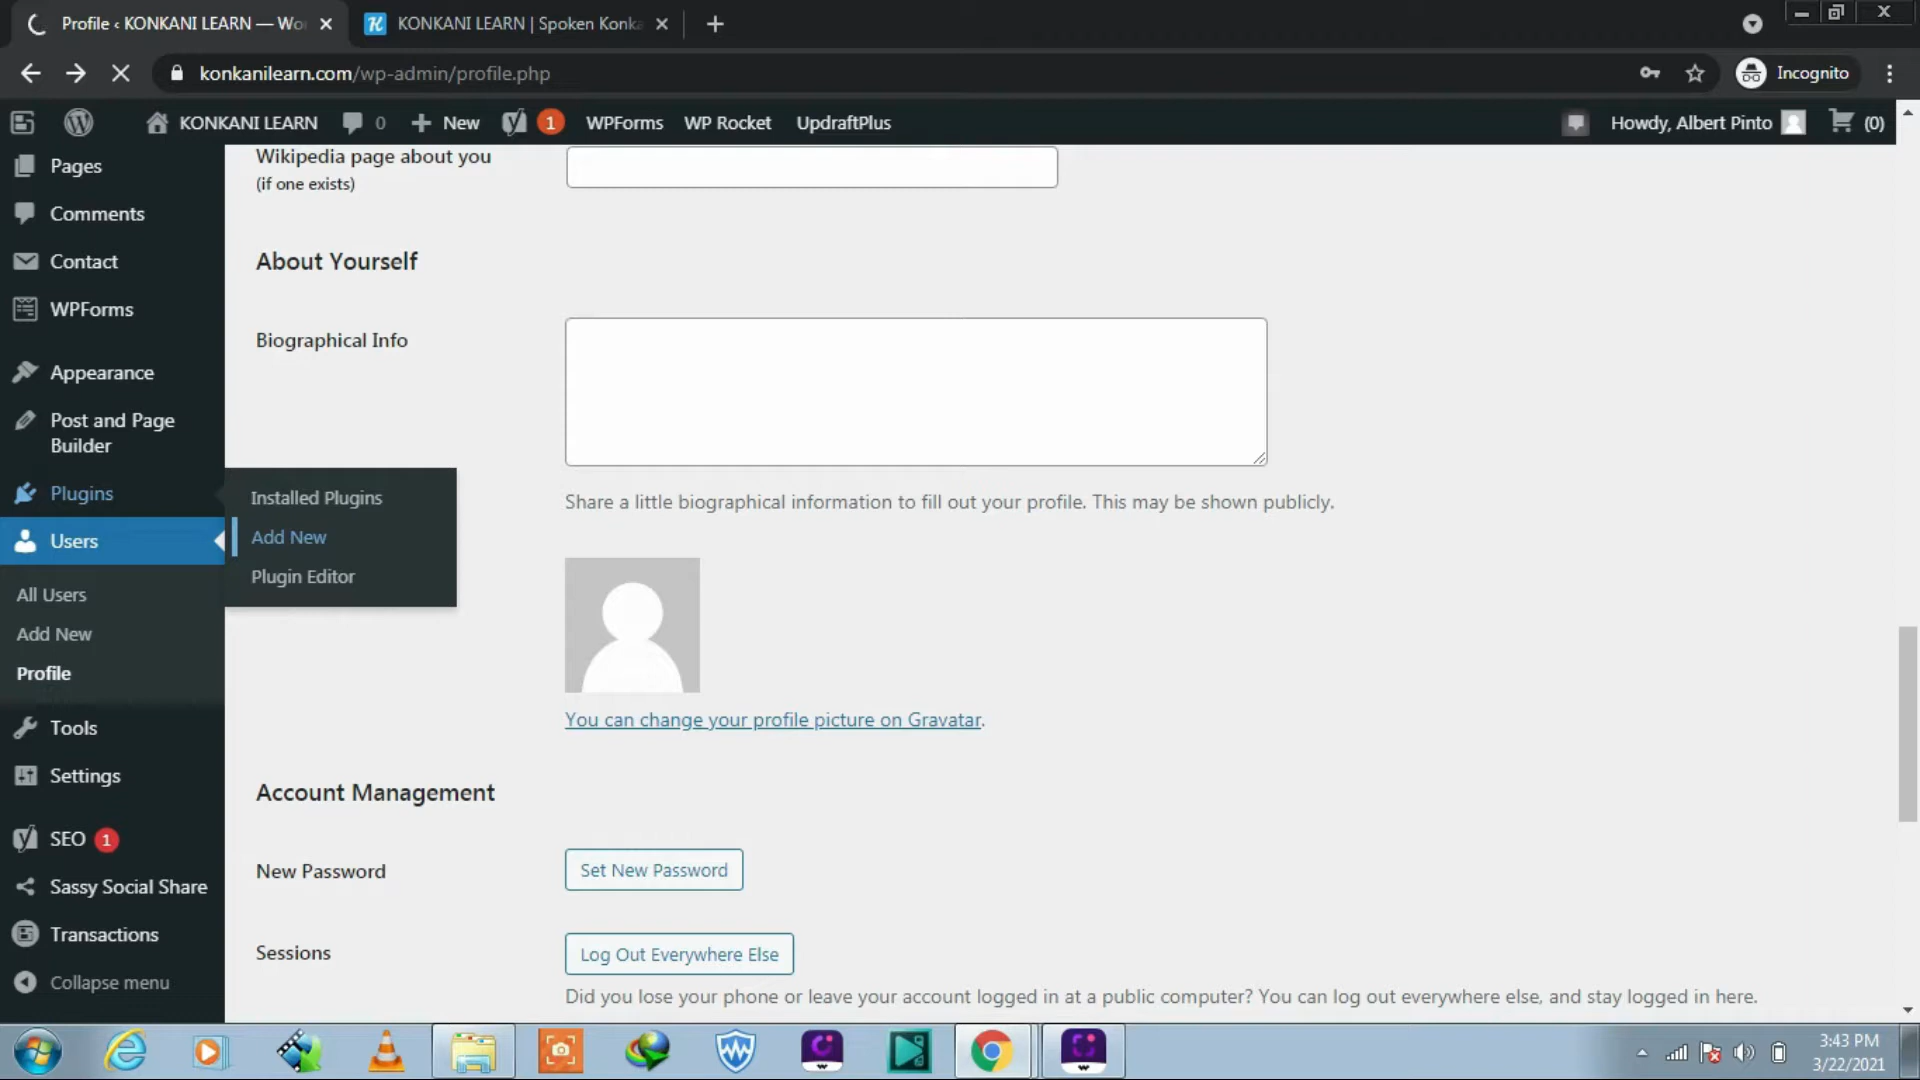 Profile ‹ KONKANI LEARN — Wo
KONKANI LEARN | Spoken Konka
konkanilearn.com/wp-admin/profile.php
Incognito
KONKANI LEARN
0
New
1
WPForms
WP Rocket
UpdraftPlus
Howdy, Albert Pinto
(0)
Pages
Comments
Contact
WPForms
Appearance
Post and Page
Builder
Plugins
Users
All Users
Add New
Profile
Tools
Settings
SEO 1
Sassy Social Share
Transactions
Collapse menu
Installed Plugins
Add New
Plugin Editor
Wikipedia page about you
(if one exists)
About Yourself
Biographical Info
Share a little biographical information to fill out your profile. This may be shown publicly.
You can change your profile picture on Gravatar.
Account Management
New Password
Set New Password
Sessions
Log Out Everywhere Else
Did you lose your phone or leave your account logged in at a public computer? You can log out everywhere else, and stay logged in here.
3:43 PM
3/22/2021